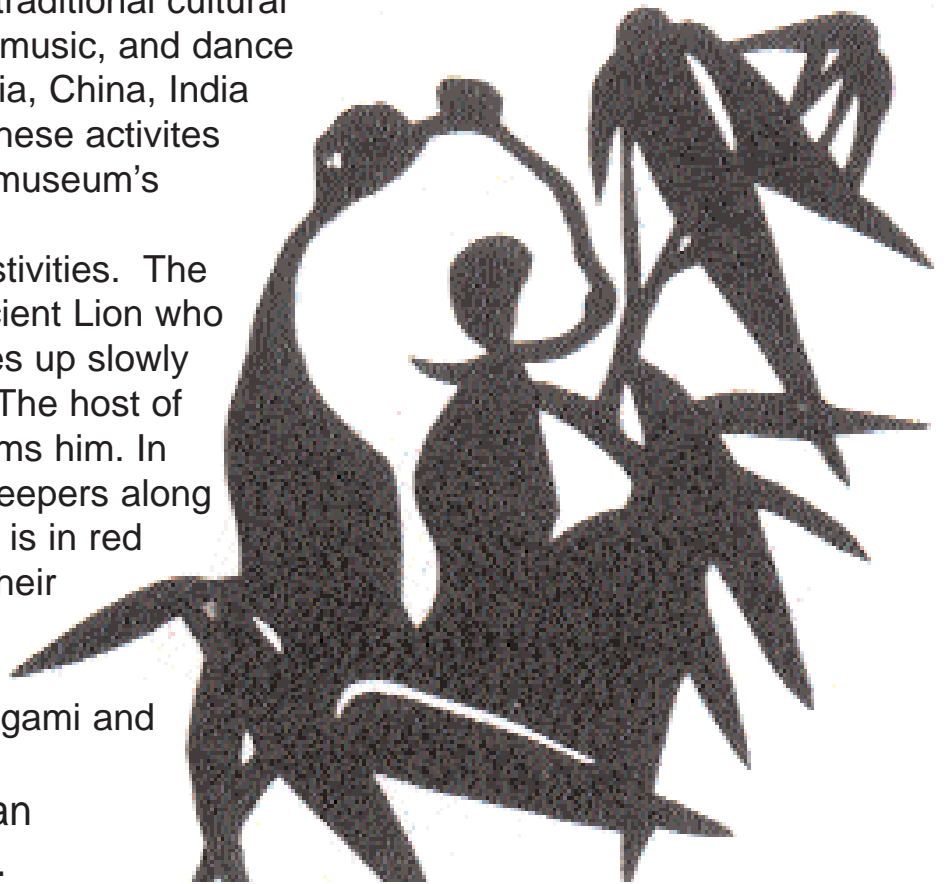 traditional cultural
music, and dance
ia, China, India
hese activites
museum's
stivities. The
cient Lion who
es up slowly
The host of
ms him. In
eepers along
is in red
heir
gami and
an
.